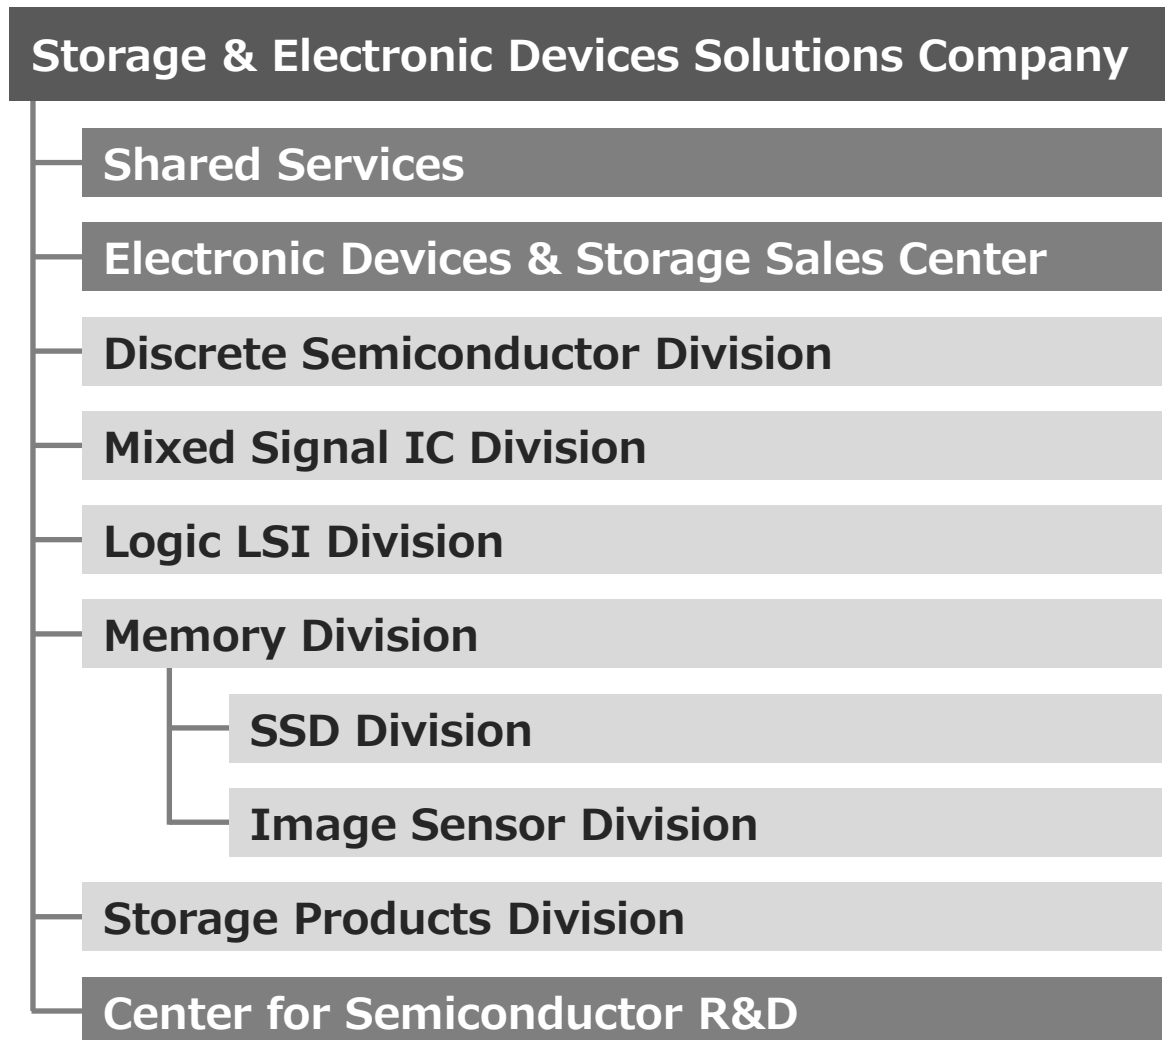 Storage & Electronic Devices Solutions Company
Shared Services
Electronic Devices & Storage Sales Center
Discrete Semiconductor Division
Mixed Signal IC Division
Logic LSI Division
Memory Division
SSD Division
Image Sensor Division
Storage Products Division
Center for Semiconductor R&D